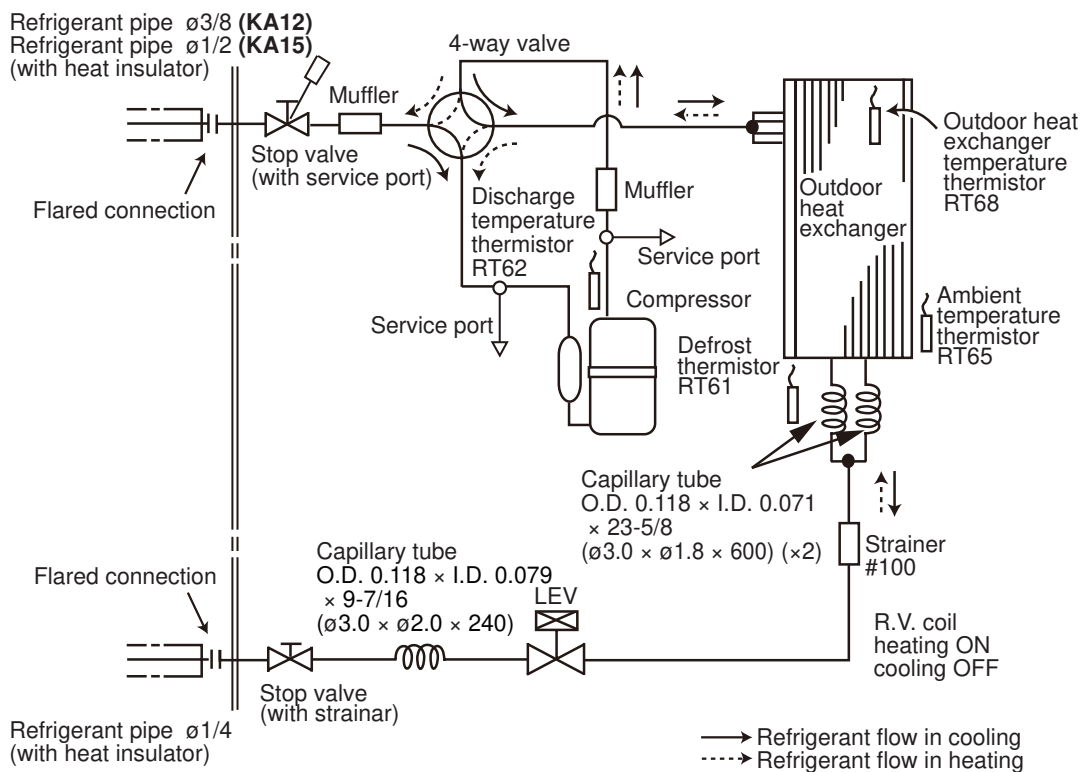 Refrigerant pipe ø3/8 (KA12)
Refrigerant pipe ø1/2 (KA15)
(with heat insulator)
4-way valve
Muffler
Stop valve
(with service port)
Flared connection
Outdoor heat
exchanger
temperature
thermistor
RT68
Outdoor
heat
exchanger
Muffler
Discharge
temperature
thermistor
RT62
Service port
Service port
Compressor
Ambient
temperature
thermistor
RT65
Defrost
thermistor
RT61
Capillary tube
O.D. 0.118 × I.D. 0.071
× 23-5/8
(ø3.0 × ø1.8 × 600) (×2)
Strainer
#100
Flared connection
Capillary tube
O.D. 0.118 × I.D. 0.079
× 9-7/16
(ø3.0 × ø2.0 × 240)
LEV
R.V. coil
heating ON
cooling OFF
Stop valve
(with strainar)
Refrigerant pipe ø1/4
(with heat insulator)
Refrigerant flow in cooling
Refrigerant flow in heating